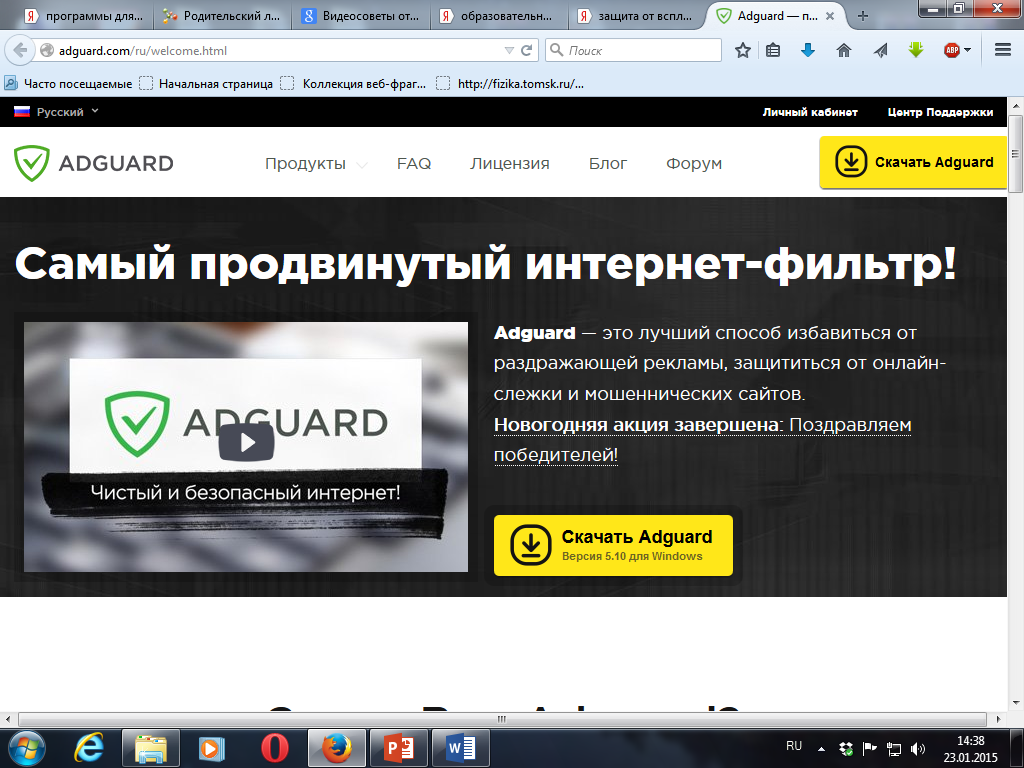 программы для...
Родительский л...
Видеосоветы от...
образовательн...
защита от вспл...
Adguard — п...
adguard.com/ru/welcome.html
Поиск
ABP
Часто посещаемые
Начальная страница
Коллекция веб-фраг...
http://fizika.tomsk.ru/...
Русский
Личный кабинет
Центр Поддержки
ADGUARD
Продукты
FAQ
Лицензия
Блог
Форум
Скачать Adguard
Самый продвинутый интернет-фильтр!
ADGUARD
Чистый и безопасный интернет!
Adguard — это лучший способ избавиться от
раздражающей рекламы, защититься от онлайн-
слежки и мошеннических сайтов.
Новогодняя акция завершена: Поздравляем
победителей!
Скачать Adguard
Версия 5.10 для Windows
RU
14:38
23.01.2015